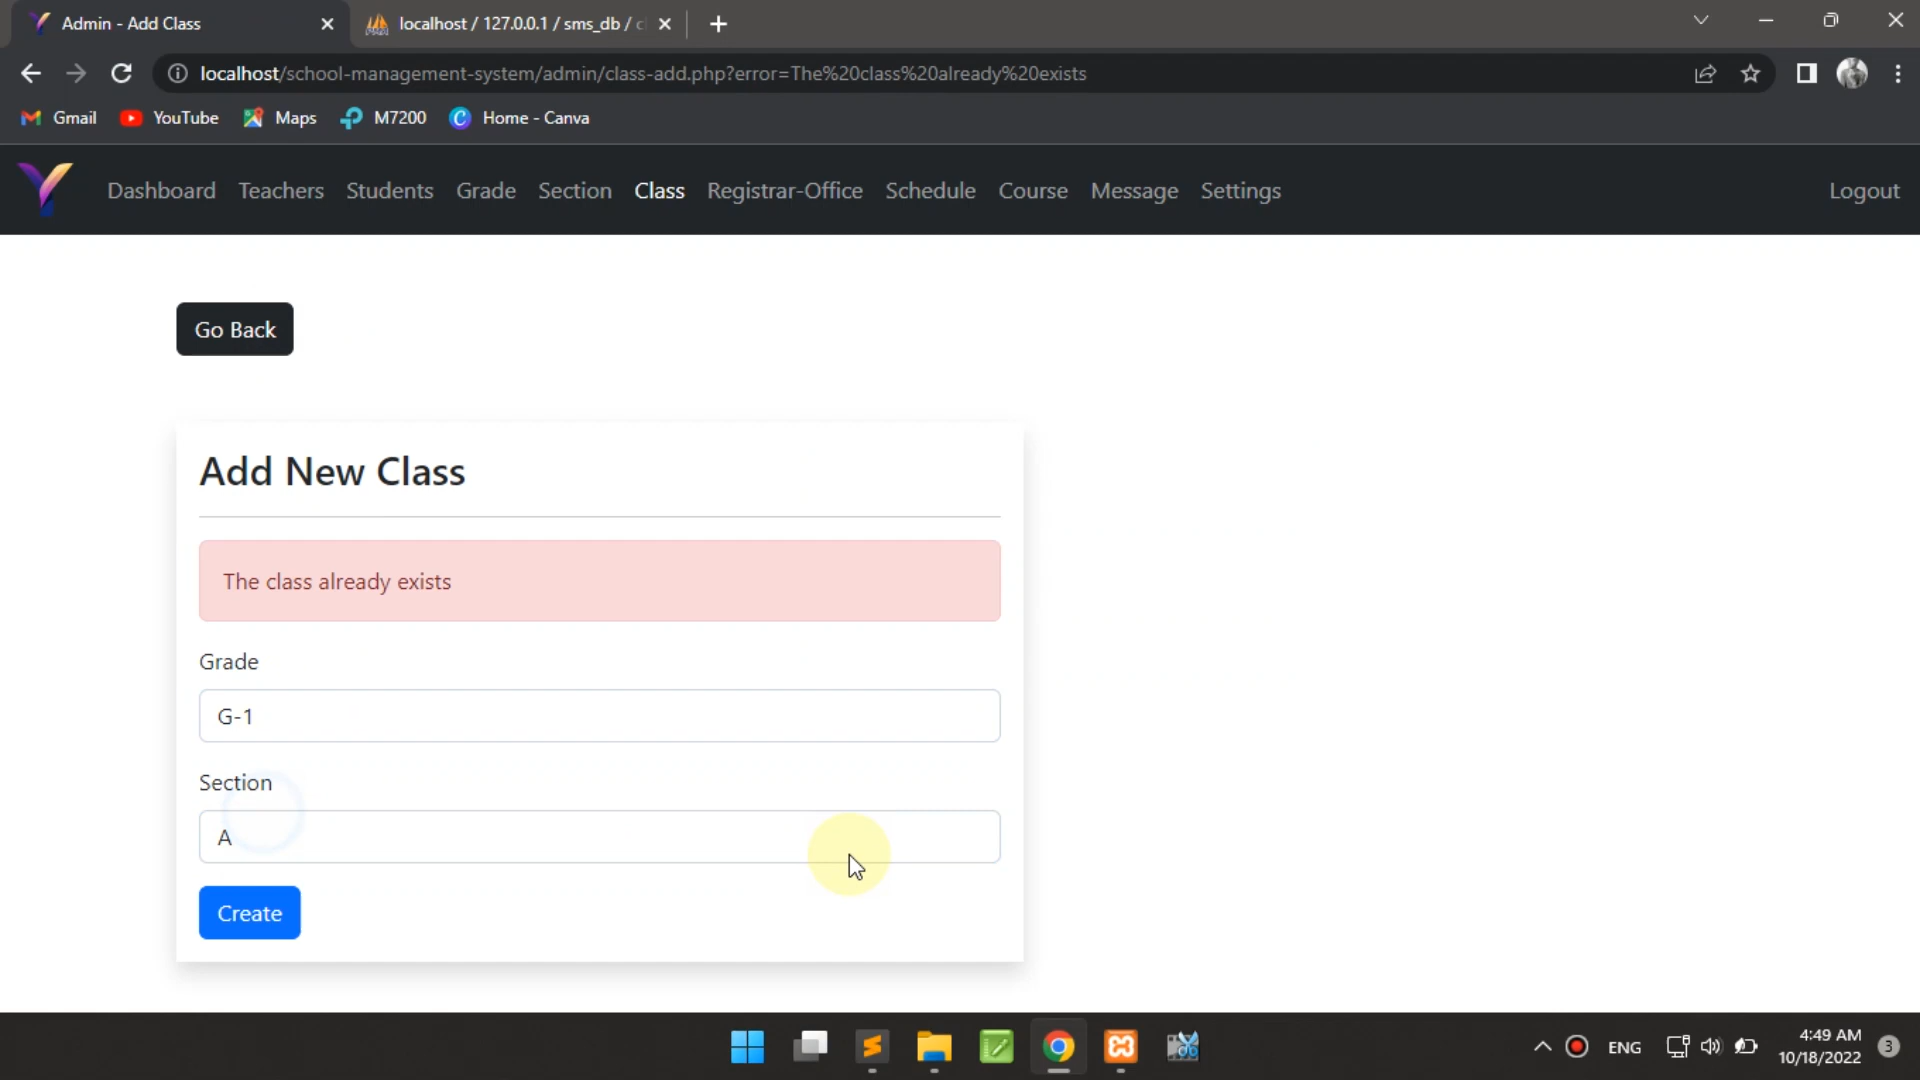 Admin - Add Class
localhost / 127.0.0.1 / sms_db / c
localhost/school-management-system/admin/class-add.php?error=The%20class%20already%20exists
Gmail
YouTube
Maps
M7200
Home - Canva
Dashboard Teachers Students Grade Section Class Registrar-Office Schedule Course Message Settings Logout
Go Back
Add New Class
The class already exists
Grade
G-1
Section
A
Create
ENG
4:49 AM
10/18/2022
3